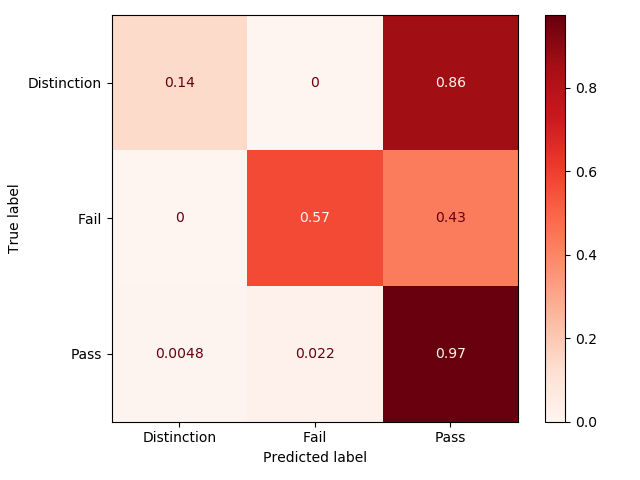 Distinction 0.14 0 0.86
Fail 0 0.57 0.43
Pass 0.0048 0.022 0.97
Distinction Fail Pass
Predicted label
True label
0.8
0.6
0.4
0.2
0.0